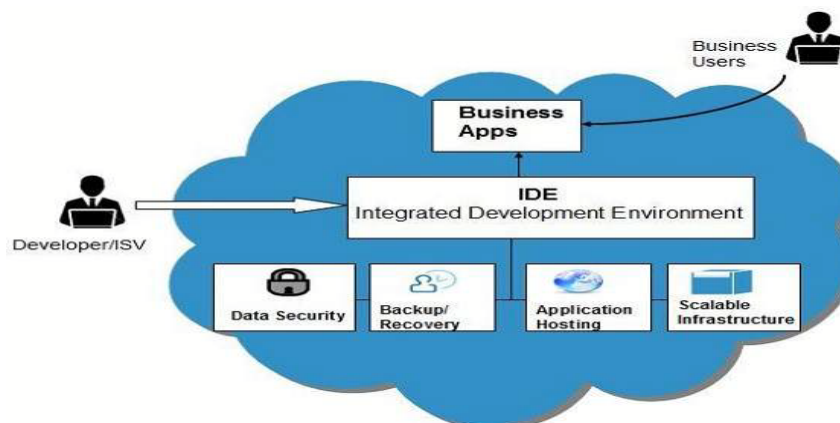 Business
Users
Business
Apps
IDE
Integrated Development Environment
Developer/ISV
Data Security
Backup/
Recovery
Application
Hosting
Scalable
Infrastructure